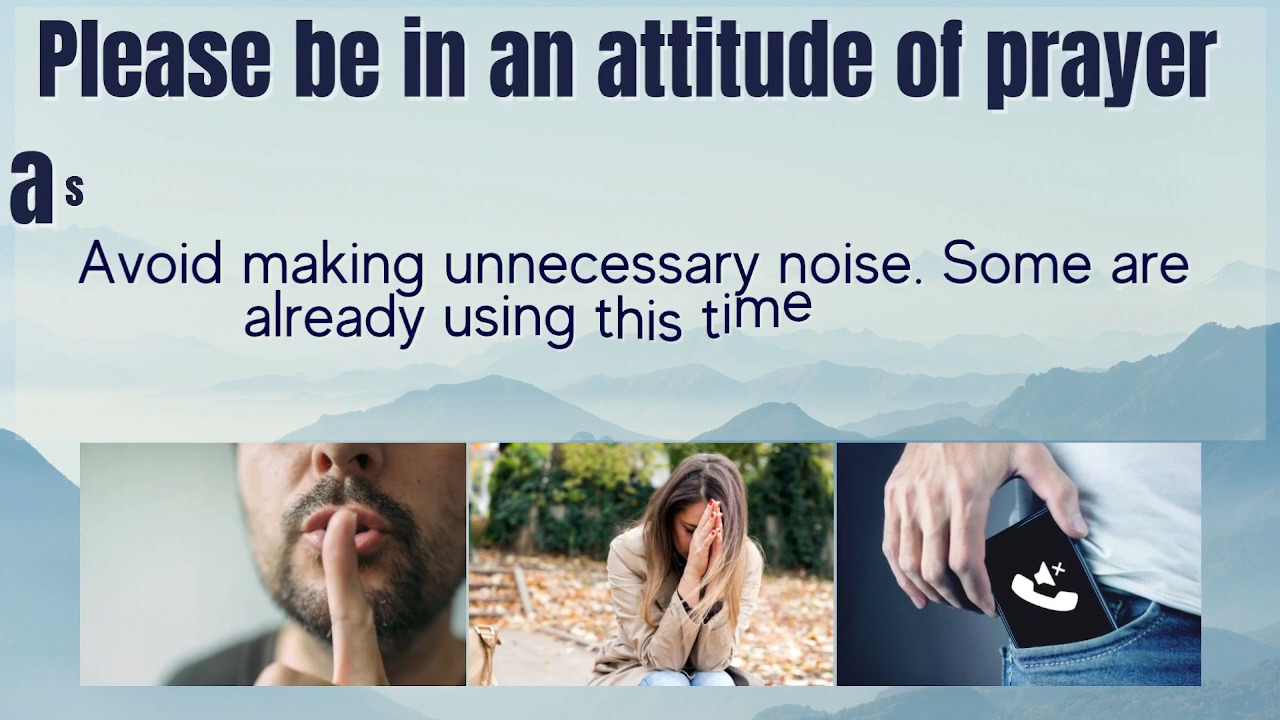 Please be in an attitude of prayer
as
Avoid making unnecessary noise. Some are
already using this time